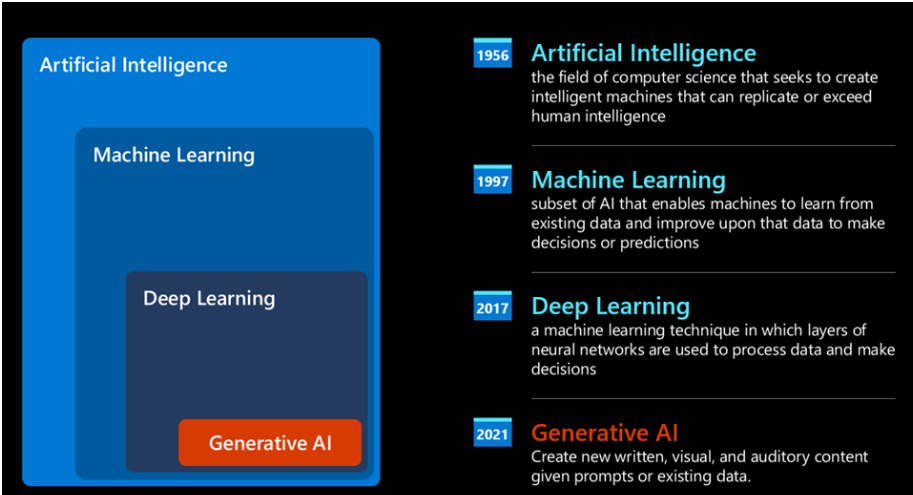 Artificial Intelligence
Machine Learning
Deep Learning
Generative AI
1956
Artificial Intelligence
the field of computer science that seeks to create
intelligent machines that can replicate or exceed
human intelligence
1997
Machine Learning
subset of AI that enables machines to learn from
existing data and improve upon that data to make
decisions or predictions
2017
Deep Learning
a machine learning technique in which layers of
neural networks are used to process data and make
decisions
2021
Generative AI
Create new written, visual, and auditory content
given prompts or existing data.